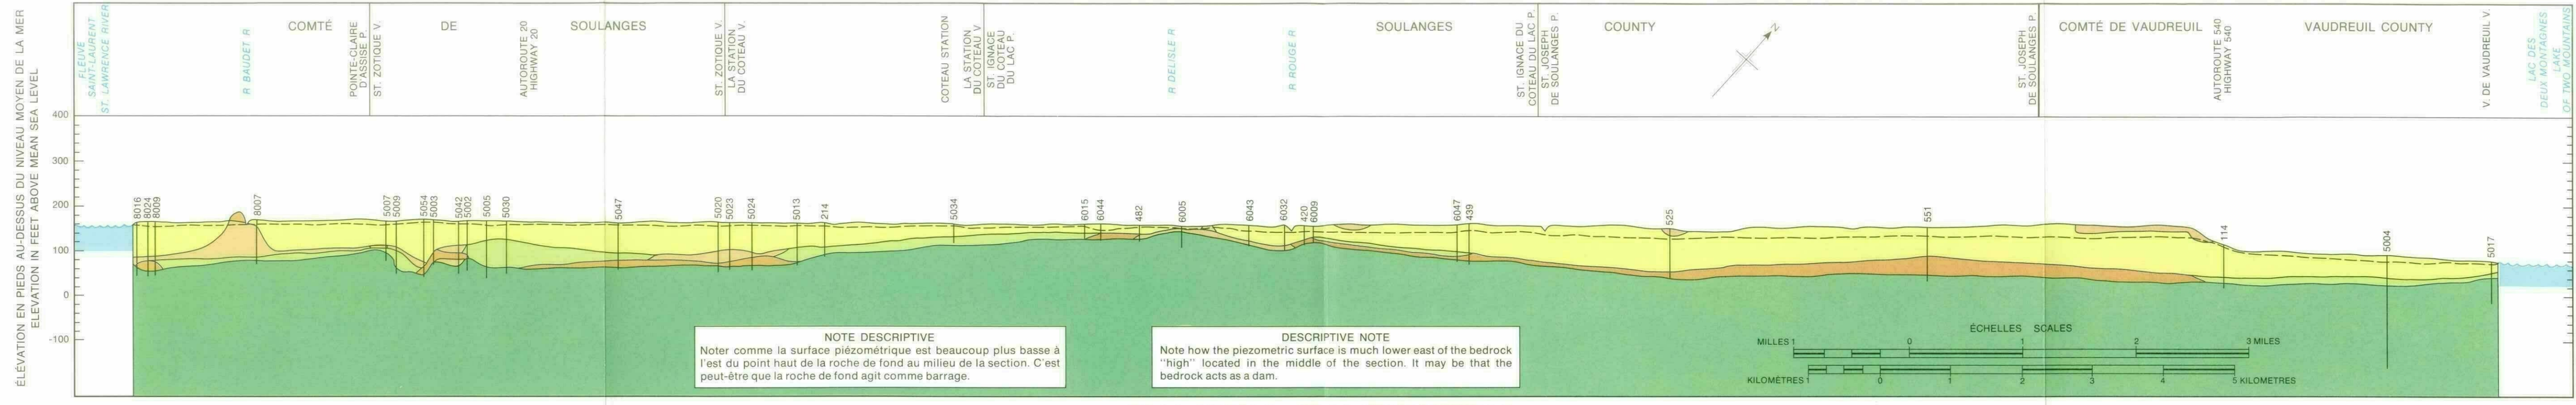 ÉLÉVATION EN PIEDS AU-DESSUS DU NIVEAU MOYEN DE LA MER
ELEVATION IN FEET ABOVE MEAN SEA LEVEL
FLEUVE
SAINT-LAURENT
ST. LAWRENCE RIVER
R BAUDET R
COMTÉ
POINTE-CLAIRE
D'ASSISE P.
ST. ZOTIQUE V.
DE
AUTOROUTE 20
HIGHWAY 20
SOULANGES
ST. ZOTIQUE V.
LA STATION
DU COTEAU V.
COTEAU STATION
LA STATION
DU COTEAU V.
ST. IGNACE
DU COTEAU
DU LAC P.
R DELISLE R
R ROUGE R
SOULANGES
ST. IGNACE DU
COTEAU DU LAC P.
ST. JOSEPH
DE SOULANGES P.
COUNTY
N
ST. JOSEPH
DE SOULANGES P.
COMTÉ DE VAUDREUIL
AUTOROUTE 540
HIGHWAY 540
VAUDREUIL COUNTY
V. DE VAUDREUIL V.
LAC DES
DEUX MONTAGNES
LAKE
OF TWO MOUNTAINS
400
300
200
100
0
-100
8016
8024
8009
8007
5007
5009
5054
5003
5042
5002
5005
5030
5047
5020
5023
5024
5013
214
5034
6015
6044
482
6005
6043
6032
420
6009
6047
439
525
551
114
5004
5017
NOTE DESCRIPTIVE
Noter comme la surface piézométrique est beaucoup plus basse à
l'est du point haut de la roche de fond au milieu de la section. C'est
peut-être que la roche de fond agit comme barrage.
DESCRIPTIVE NOTE
Note how the piezometric surface is much lower east of the bedrock
"high" located in the middle of the section. It may be that the
bedrock acts as a dam.
ÉCHELLES SCALES
MILLES 1 0 1 2 3 MILES
KILOMÈTRES 1 0 1 2 3 4 5 KILOMETRES